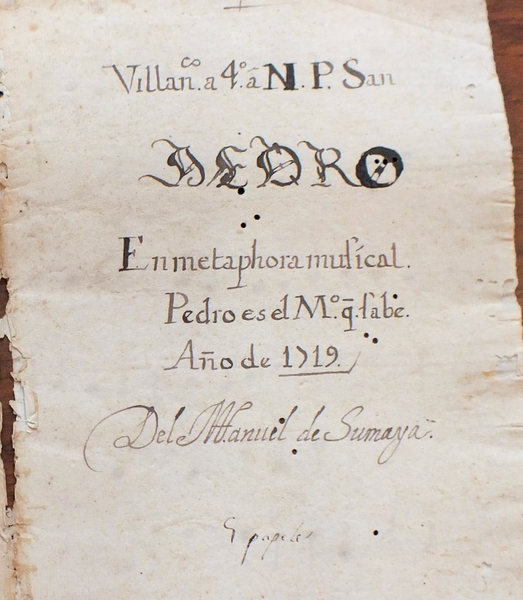 Villan.co a 4.º â N. P. San
PEDRO
En metaphora muſical.
Pedro es el M.º q̃. ſabe.
Año de 1719.
Del M. Manuel de Sumaya.
papeles